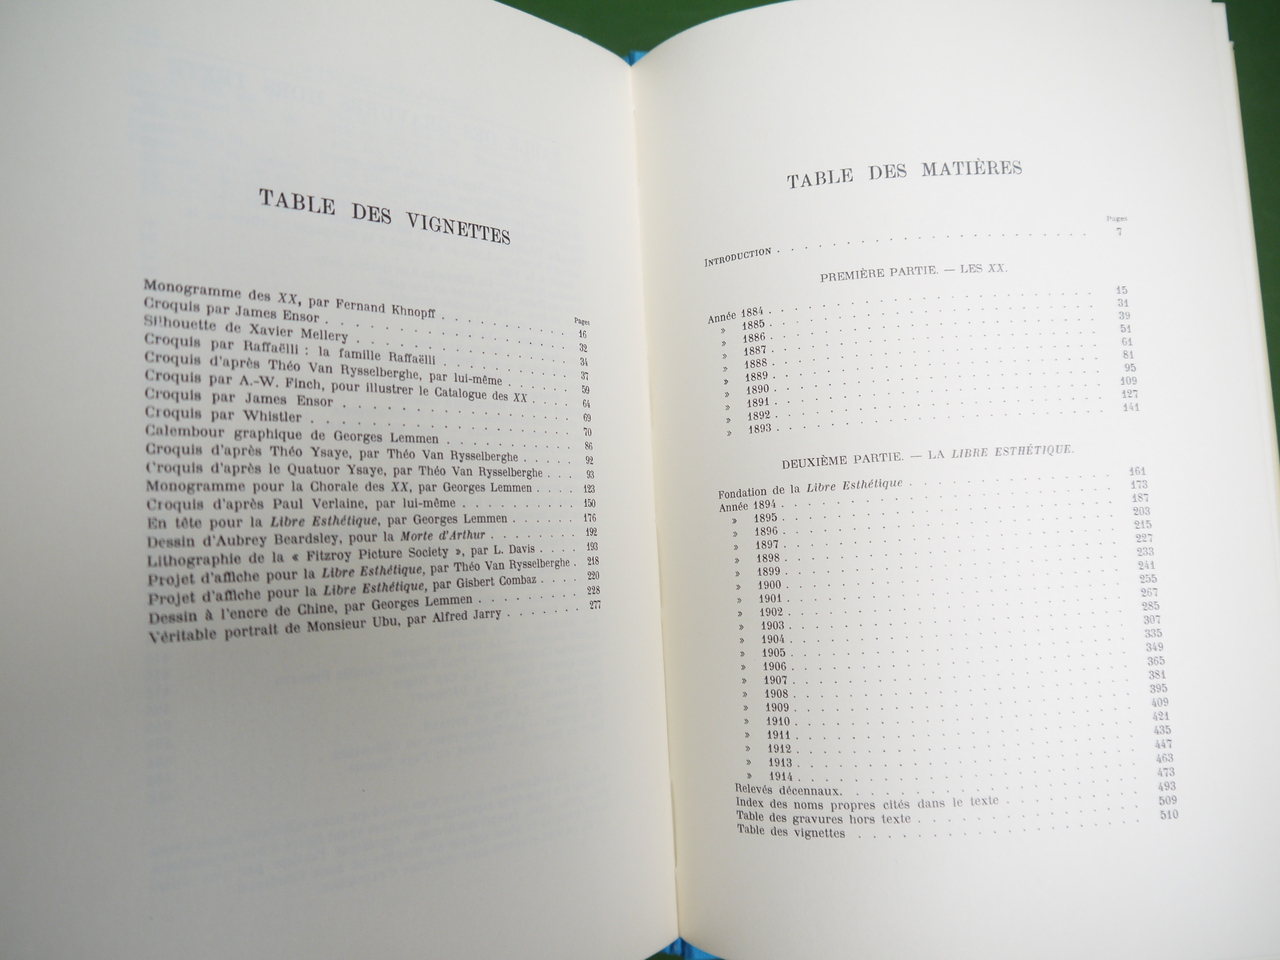 TABLE DES VIGNETTES
Pages
Monogramme des XX, par Fernand Khnopff . . . . . . . . 16
Croquis par James Ensor . . . . . . . . . . . . . 32
Silhouette de Xavier Mellery . . . . . . . . . . . . 34
Croquis par Raffaëlli : la famille Raffaëlli . . . . . . . . 37
Croquis d'après Théo Van Rysselberghe, par lui-même . . . . . 59
Croquis par A.-W. Finch, pour illustrer le Catalogue des XX . . . . 64
Croquis par James Ensor . . . . . . . . . . . . . 69
Croquis par Whistler . . . . . . . . . . . . . . 70
Calembour graphique de Georges Lemmen . . . . . . . . 86
Croquis d'après Théo Ysaye, par Théo Van Rysselberghe . . . . . 92
Croquis d'après le Quatuor Ysaye, par Théo Van Rysselberghe . . . 93
Monogramme pour la Chorale des XX, par Georges Lemmen . . . . 123
Croquis d'après Paul Verlaine, par lui-même . . . . . . . 150
En tête pour la Libre Esthétique, par Georges Lemmen . . . . . . 176
Dessin d'Aubrey Beardsley, pour la Morte d'Arthur . . . . . . 192
Lithographie de la « Fitzroy Picture Society », par L. Davis . . . . 193
Projet d'affiche pour la Libre Esthétique, par Théo Van Rysselberghe . 218
Projet d'affiche pour la Libre Esthétique, par Gisbert Combaz . . . . 220
Dessin à l'encre de Chine, par Georges Lemmen . . . . . . . 228
Véritable portrait de Monsieur Ubu, par Alfred Jarry . . . . . . 277
TABLE DES MATIÈRES
Pages
INTRODUCTION . . . . . . . . . . . . . . . . 7
PREMIÈRE PARTIE. — LES XX.
Année 1884 . . . . . . . . . . . . . . . . 15
» 1885 . . . . . . . . . . . . . . . . 31
» 1886 . . . . . . . . . . . . . . . . 39
» 1887 . . . . . . . . . . . . . . . . 51
» 1888 . . . . . . . . . . . . . . . . 61
» 1889 . . . . . . . . . . . . . . . . 81
» 1890 . . . . . . . . . . . . . . . . 95
» 1891 . . . . . . . . . . . . . . . . 109
» 1892 . . . . . . . . . . . . . . . . 127
» 1893 . . . . . . . . . . . . . . . . 141
DEUXIÈME PARTIE. — LA LIBRE ESTHÉTIQUE.
Fondation de la Libre Esthétique . . . . . . . . . . 161
Année 1894 . . . . . . . . . . . . . . . . 173
» 1895 . . . . . . . . . . . . . . . . 187
» 1896 . . . . . . . . . . . . . . . . 203
» 1897 . . . . . . . . . . . . . . . . 215
» 1898 . . . . . . . . . . . . . . . . 227
» 1899 . . . . . . . . . . . . . . . . 233
» 1900 . . . . . . . . . . . . . . . . 241
» 1901 . . . . . . . . . . . . . . . . 255
» 1902 . . . . . . . . . . . . . . . . 267
» 1903 . . . . . . . . . . . . . . . . 285
» 1904 . . . . . . . . . . . . . . . . 307
» 1905 . . . . . . . . . . . . . . . . 335
» 1906 . . . . . . . . . . . . . . . . 349
» 1907 . . . . . . . . . . . . . . . . 365
» 1908 . . . . . . . . . . . . . . . . 381
» 1909 . . . . . . . . . . . . . . . . 395
» 1910 . . . . . . . . . . . . . . . . 409
» 1911 . . . . . . . . . . . . . . . . 421
» 1912 . . . . . . . . . . . . . . . . 435
» 1913 . . . . . . . . . . . . . . . . 447
» 1914 . . . . . . . . . . . . . . . . 463
Relevés décennaux. . . . . . . . . . . . . . 473
Index des noms propres cités dans le texte . . . . . . . 493
Table des gravures hors texte . . . . . . . . . . . 509
Table des vignettes . . . . . . . . . . . . . . 510